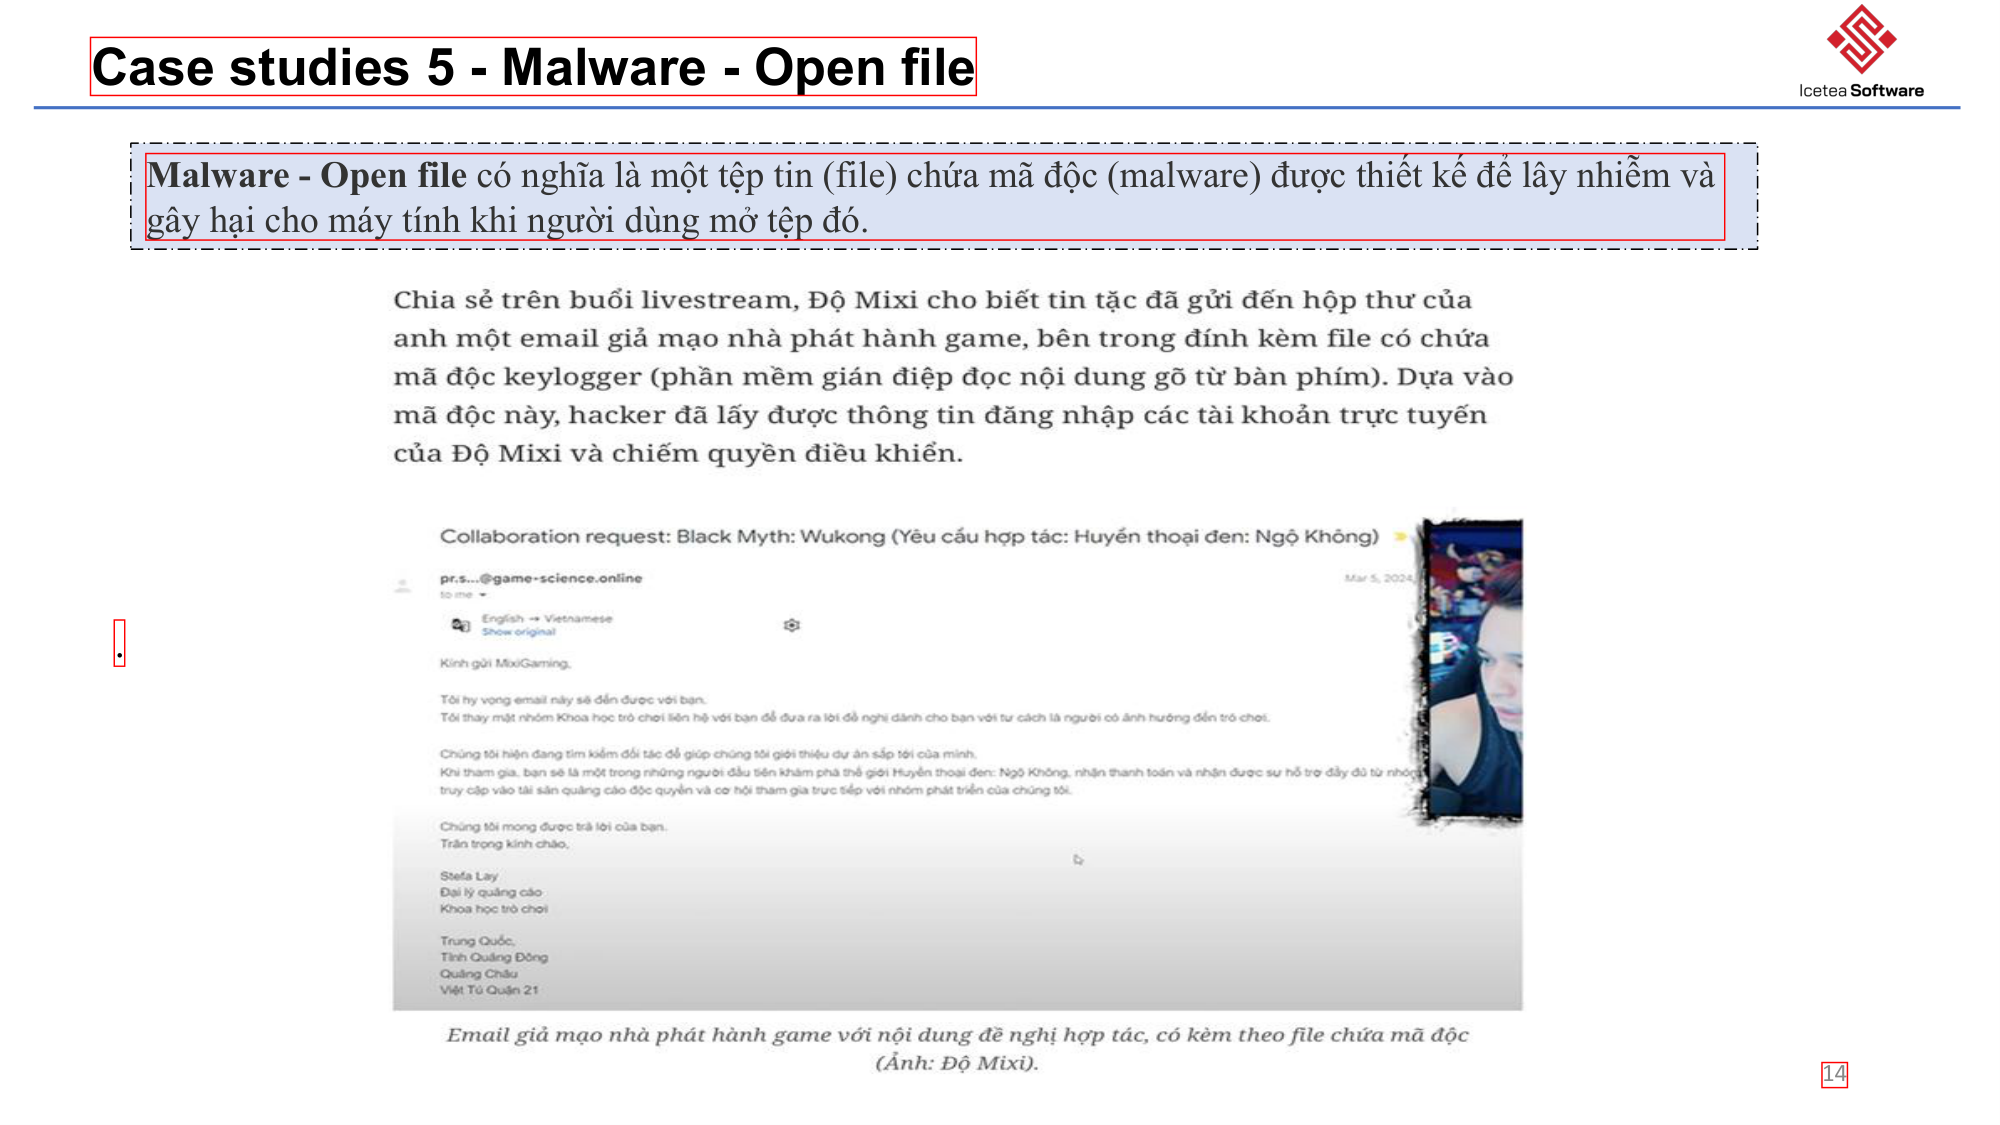 Case studies 5 - Malware - Open file
Icetea Software
Malware - Open file có nghĩa là một tệp tin (file) chứa mã độc (malware) được thiết kế để lây nhiễm và
gây hại cho máy tính khi người dùng mở tệp đó.
Chia sẻ trên buổi livestream, Độ Mixi cho biết tin tặc đã gửi đến hộp thư của
anh một email giả mạo nhà phát hành game, bên trong đính kèm file có chứa
mã độc keylogger (phần mềm gián điệp đọc nội dung gõ từ bàn phím). Dựa vào
mã độc này, hacker đã lấy được thông tin đăng nhập các tài khoản trực tuyến
của Độ Mixi và chiếm quyền điều khiển.
Collaboration request: Black Myth: Wukong (Yêu cầu hợp tác: Huyền thoại đen: Ngộ Không)
pr.s...@game-science.online
Mar 5, 2024,
to me
English → Vietnamese
Show original
.
Kính gửi MixiGaming,
Tôi hy vọng email này sẽ đến được với bạn.
Tôi thay mặt nhóm Khoa học trò chơi liên hệ với bạn để đưa ra lời đề nghị dành cho bạn với tư cách là người có ảnh hưởng đến trò chơi.
Chúng tôi hiện đang tìm kiếm đối tác để giúp chúng tôi giới thiệu dự án sắp tới của mình.
Khi tham gia, bạn sẽ là một trong những người đầu tiên khám phá thế giới Huyền thoại đen: Ngộ Không, nhận thanh toán và nhận được sự hỗ trợ đầy đủ từ nhóm
truy cập vào tài sản quảng cáo độc quyền và cơ hội tham gia trực tiếp với nhóm phát triển của chúng tôi.
Chúng tôi mong được trả lời của bạn.
Trân trọng kính chào,
Stefa Lay
Đại lý quảng cáo
Khoa học trò chơi
Trung Quốc,
Tỉnh Quảng Đông
Quảng Châu
Việt Tú Quận 21
Email giả mạo nhà phát hành game với nội dung đề nghị hợp tác, có kèm theo file chứa mã độc
(Ảnh: Độ Mixi).
14